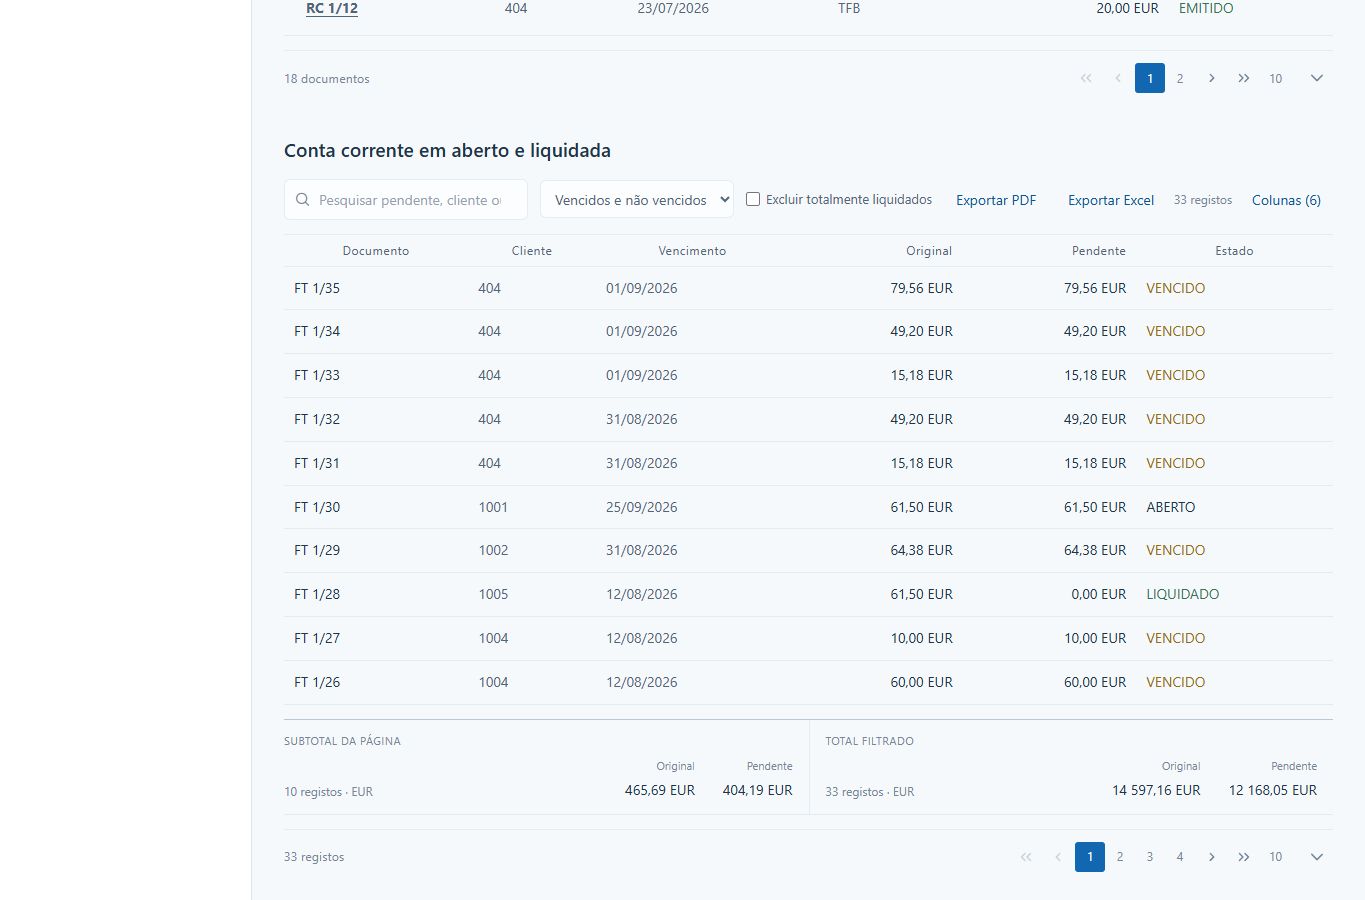 RC 1/12 404 23/07/2026 TFB 20,00 EUR EMITIDO
18 documentos 1 2 10
Conta corrente em aberto e liquidada
Pesquisar pendente, cliente ou Vencidos e não vencidos Excluir totalmente liquidados Exportar PDF Exportar Excel 33 registos Colunas (6)
Documento Cliente Vencimento Original Pendente Estado
FT 1/35 404 01/09/2026 79,56 EUR 79,56 EUR VENCIDO
FT 1/34 404 01/09/2026 49,20 EUR 49,20 EUR VENCIDO
FT 1/33 404 01/09/2026 15,18 EUR 15,18 EUR VENCIDO
FT 1/32 404 31/08/2026 49,20 EUR 49,20 EUR VENCIDO
FT 1/31 404 31/08/2026 15,18 EUR 15,18 EUR VENCIDO
FT 1/30 1001 25/09/2026 61,50 EUR 61,50 EUR ABERTO
FT 1/29 1002 31/08/2026 64,38 EUR 64,38 EUR VENCIDO
FT 1/28 1005 12/08/2026 61,50 EUR 0,00 EUR LIQUIDADO
FT 1/27 1004 12/08/2026 10,00 EUR 10,00 EUR VENCIDO
FT 1/26 1004 12/08/2026 60,00 EUR 60,00 EUR VENCIDO
SUBTOTAL DA PÁGINA TOTAL FILTRADO
Original Pendente Original Pendente
10 registos · EUR 465,69 EUR 404,19 EUR 33 registos · EUR 14 597,16 EUR 12 168,05 EUR
33 registos 1 2 3 4 10